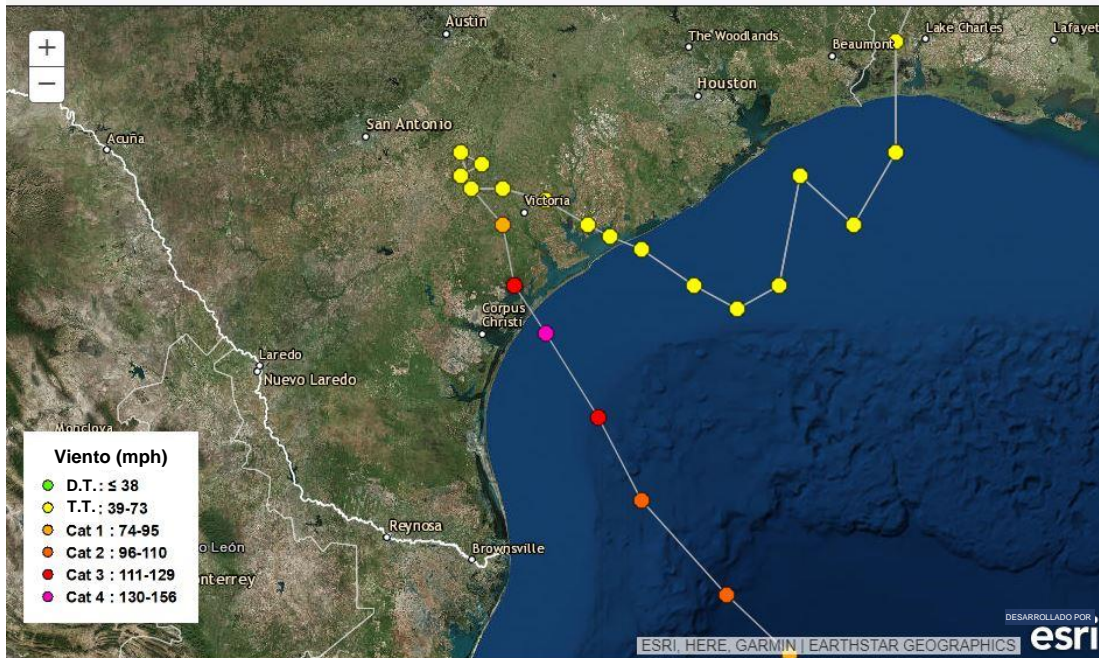 +
−
Austin
The Woodlands
Beaumont
Lake Charles
Lafayet
Houston
San Antonio
Acuña
Victoria
Corpus
Christi
Laredo
Nuevo Laredo
Monclova
Viento (mph)
D.T. : ≤ 38
T.T. : 39-73
Cat 1 : 74-95
Cat 2 : 96-110
Cat 3 : 111-129
Cat 4 : 130-156
Reynosa
Brownsville
o León
onterrey
DESARROLLADO POR
esri
ESRI, HERE, GARMIN | EARTHSTAR GEOGRAPHICS